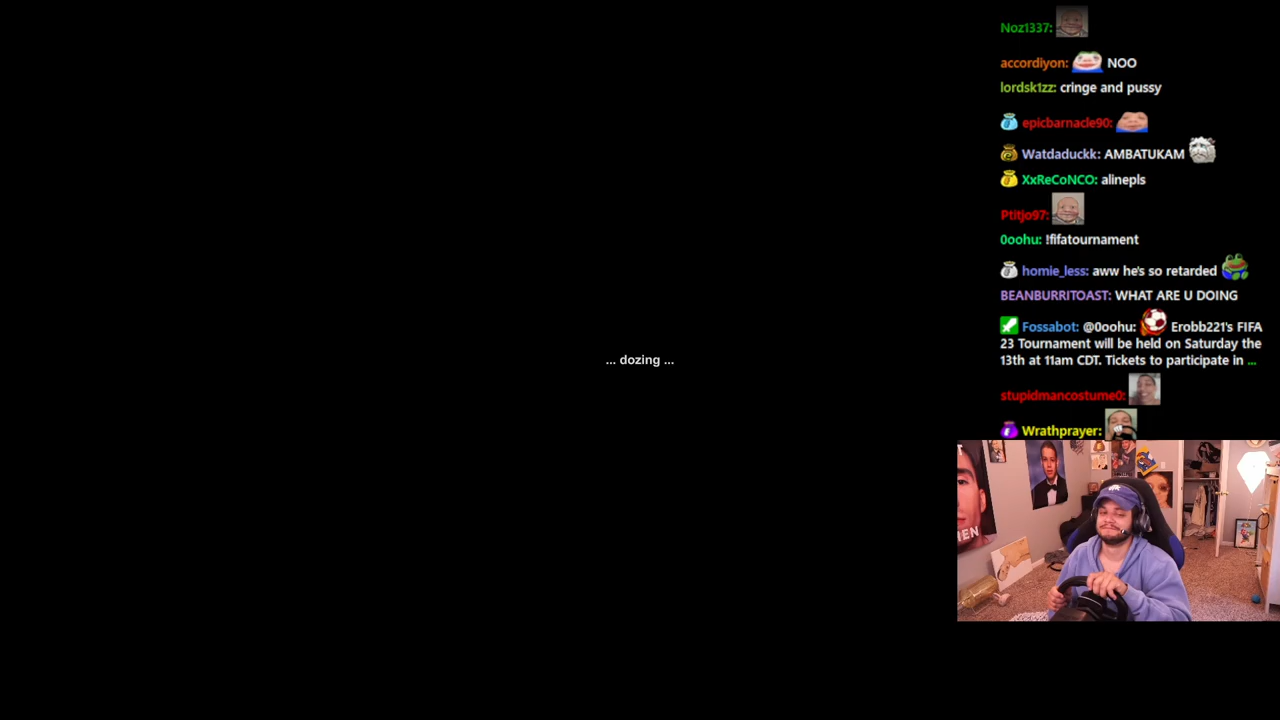 Noz1337:
accordiyon: NOO
lordsk1zz: cringe and pussy
epicbarnacle90:
Watdaduckk: AMBATUKAM
XxReCoNCO: alinepls
Ptitjo97:
0oohu: !fifatournament
homie_less: aww he's so retarded
BEANBURRITOAST: WHAT ARE U DOING
Fossabot: @0oohu: Erobb221's FIFA
23 Tournament will be held on Saturday the
13th at 11am CDT. Tickets to participate in ...
... dozing ...
stupidmancostume0:
Wrathprayer: